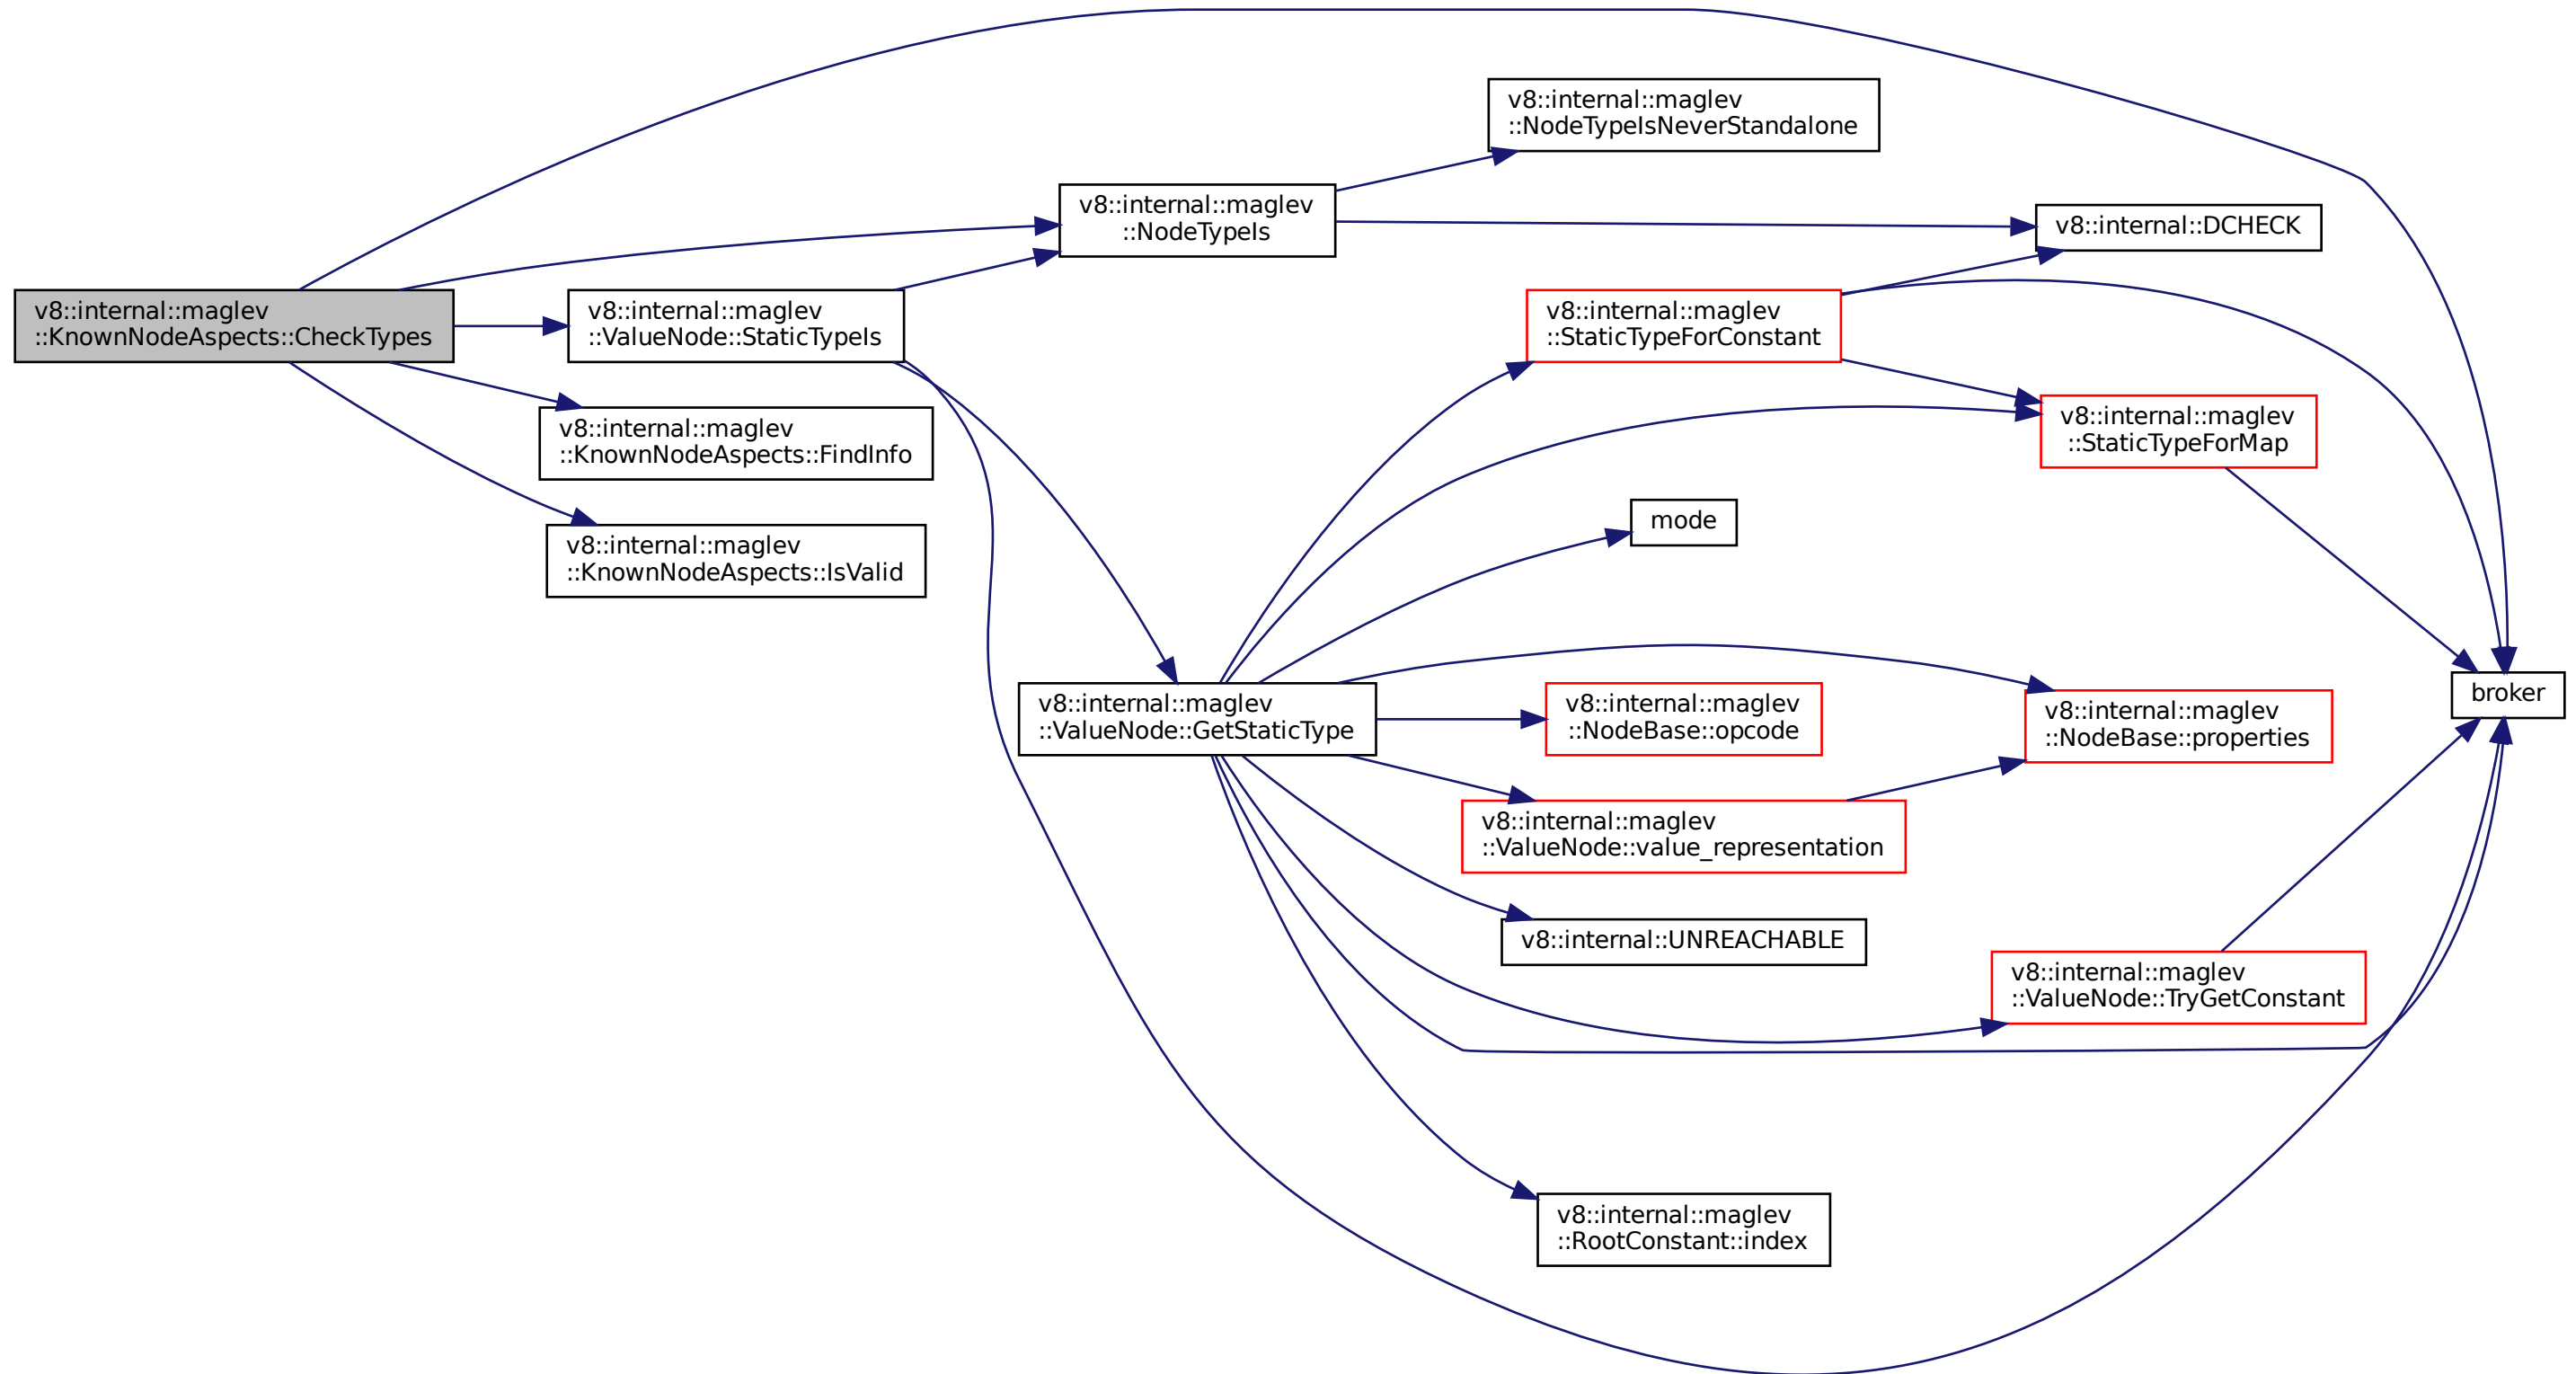 v8::internal::maglev
::KnownNodeAspects::CheckTypes
v8::internal::maglev
::ValueNode::StaticTypeIs
v8::internal::maglev
::KnownNodeAspects::FindInfo
v8::internal::maglev
::KnownNodeAspects::IsValid
v8::internal::maglev
::NodeTypeIs
v8::internal::maglev
::ValueNode::GetStaticType
v8::internal::maglev
::NodeTypeIsNeverStandalone
v8::internal::maglev
::StaticTypeForConstant
mode
v8::internal::maglev
::NodeBase::opcode
v8::internal::maglev
::ValueNode::value_representation
v8::internal::UNREACHABLE
v8::internal::maglev
::RootConstant::index
v8::internal::DCHECK
v8::internal::maglev
::StaticTypeForMap
v8::internal::maglev
::NodeBase::properties
v8::internal::maglev
::ValueNode::TryGetConstant
broker